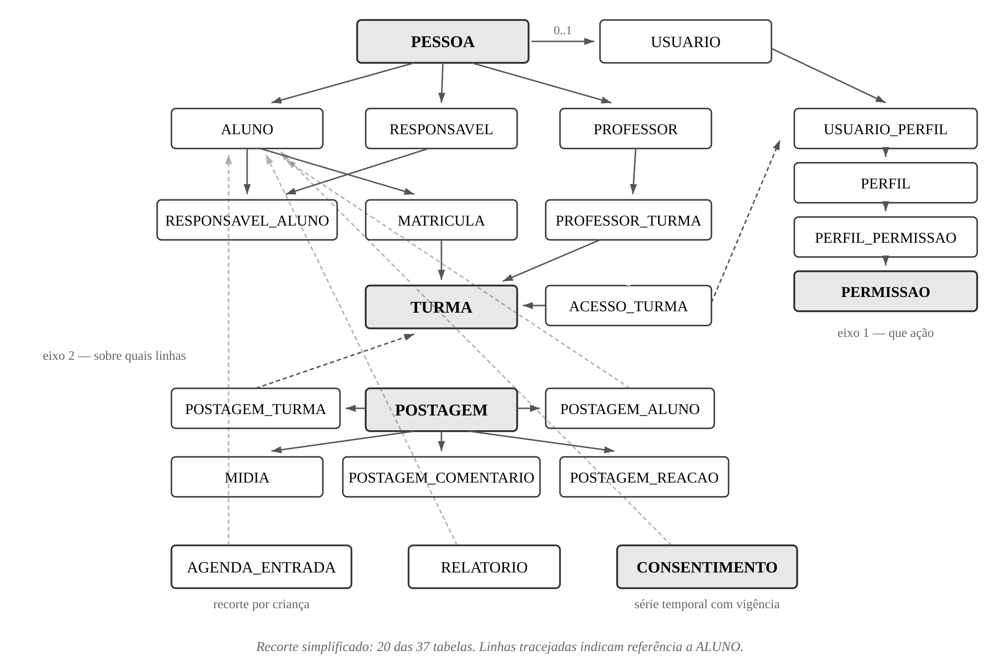 PESSOA
0..1
USUARIO
ALUNO
RESPONSAVEL
PROFESSOR
USUARIO_PERFIL
PERFIL
RESPONSAVEL_ALUNO
MATRICULA
PROFESSOR_TURMA
PERFIL_PERMISSAO
TURMA
ACESSO_TURMA
PERMISSAO
eixo 1 — que ação
eixo 2 — sobre quais linhas
POSTAGEM_TURMA
POSTAGEM
POSTAGEM_ALUNO
MIDIA
POSTAGEM_COMENTARIO
POSTAGEM_REACAO
AGENDA_ENTRADA
RELATORIO
CONSENTIMENTO
recorte por criança
série temporal com vigência
Recorte simplificado: 20 das 37 tabelas. Linhas tracejadas indicam referência a ALUNO.